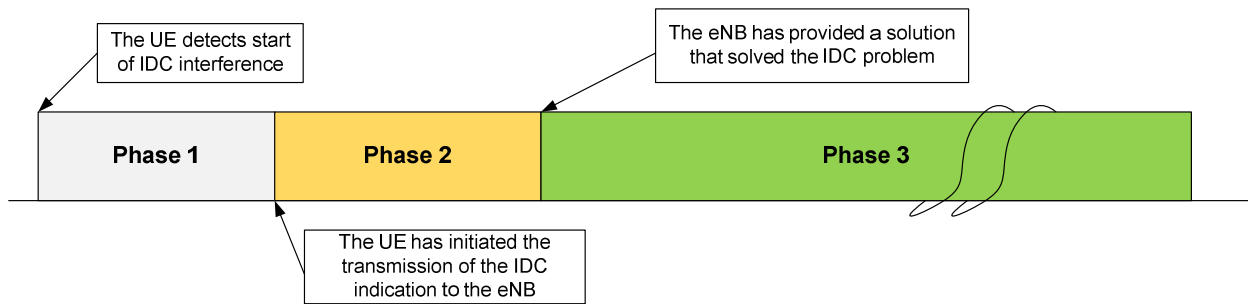 The UE detects start
of IDC interference
The eNB has provided a solution
that solved the IDC problem
Phase 1
Phase 2
Phase 3
The UE has initiated the
transmission of the IDC
indication to the eNB